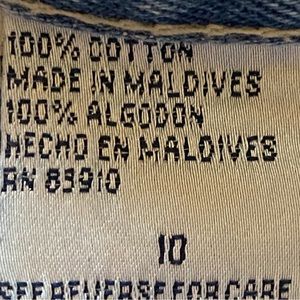 100% COTTON
MADE IN MALDIVES
100% ALGODON
HECHO EN MALDIVES
RN 83910
10
SEE REVERSE FOR CARE